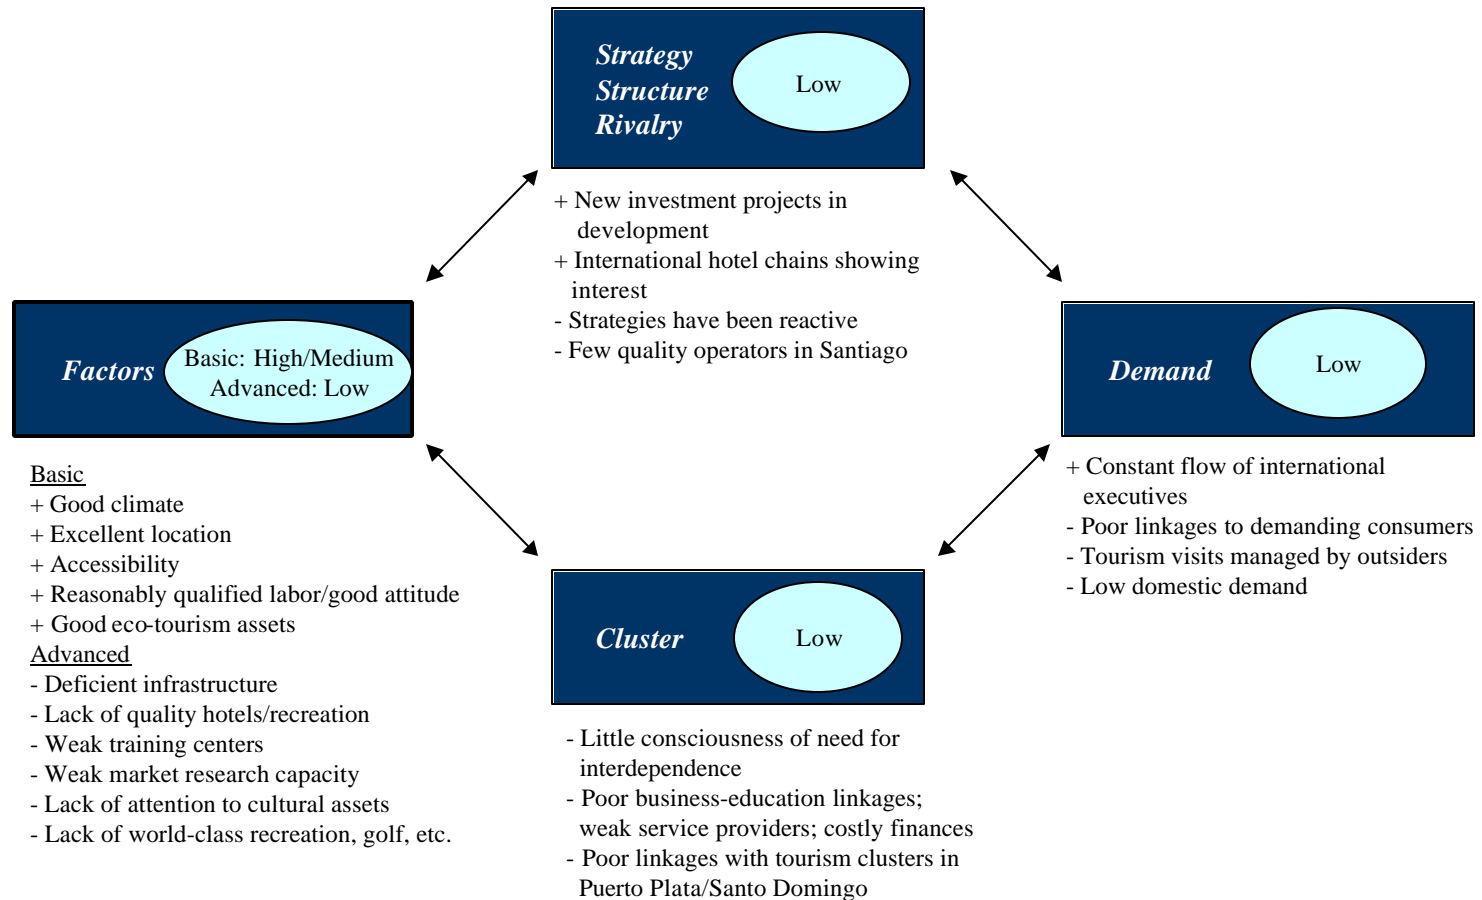 Strategy
Structure
Rivalry
Low
+ New investment projects in
development
+ International hotel chains showing
interest
- Strategies have been reactive
- Few quality operators in Santiago
Factors
Basic: High/Medium
Advanced: Low
Basic
+ Good climate
+ Excellent location
+ Accessibility
+ Reasonably qualified labor/good attitude
+ Good eco-tourism assets
Advanced
- Deficient infrastructure
- Lack of quality hotels/recreation
- Weak training centers
- Weak market research capacity
- Lack of attention to cultural assets
- Lack of world-class recreation, golf, etc.
Demand
Low
+ Constant flow of international
executives
- Poor linkages to demanding consumers
- Tourism visits managed by outsiders
- Low domestic demand
Cluster
Low
- Little consciousness of need for
interdependence
- Poor business-education linkages;
weak service providers; costly finances
- Poor linkages with tourism clusters in
Puerto Plata/Santo Domingo